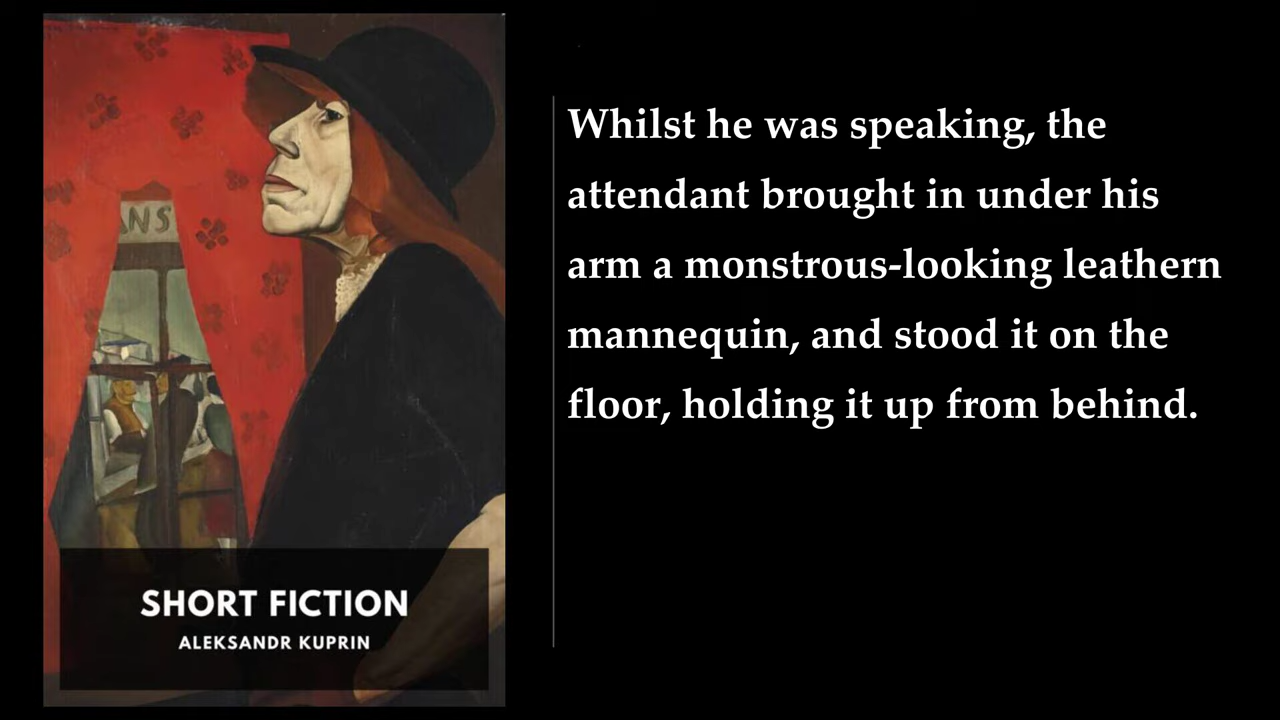 ANS
SHORT FICTION
ALEKSANDR KUPRIN
Whilst he was speaking, the
attendant brought in under his
arm a monstrous-looking leathern
mannequin, and stood it on the
floor, holding it up from behind.